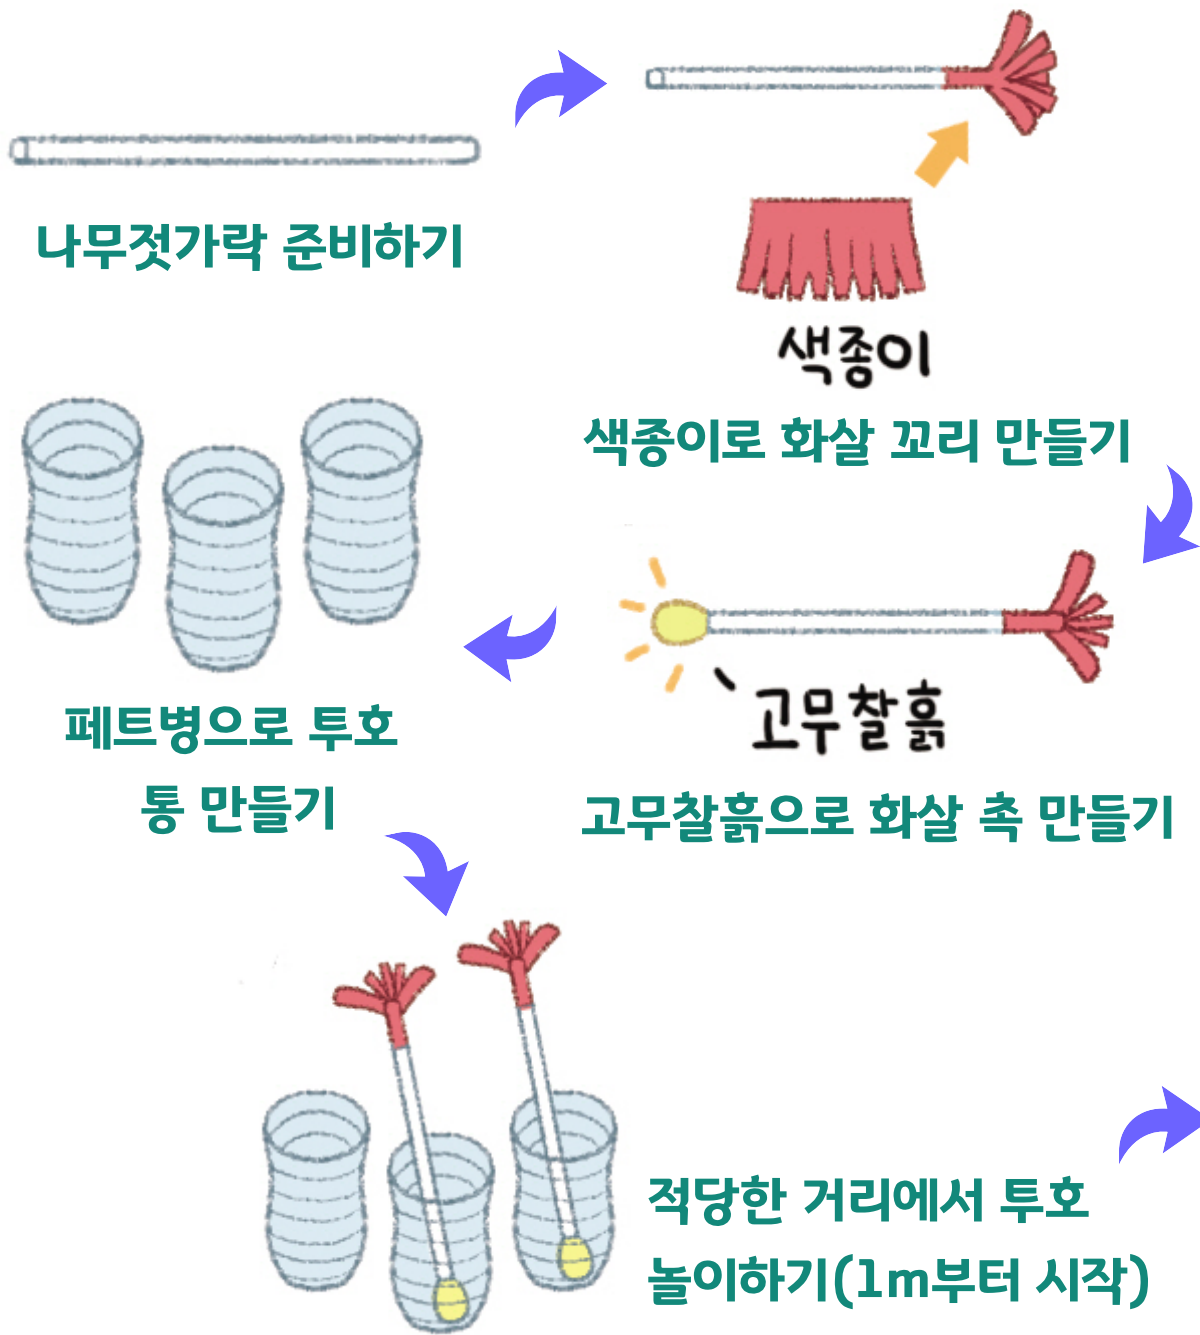 나무젓가락 준비하기
색종이
색종이로 화살 꼬리 만들기
고무찰흙
고무찰흙으로 화살 촉 만들기
페트병으로 투호
통 만들기
적당한 거리에서 투호
놀이하기(1m부터 시작)